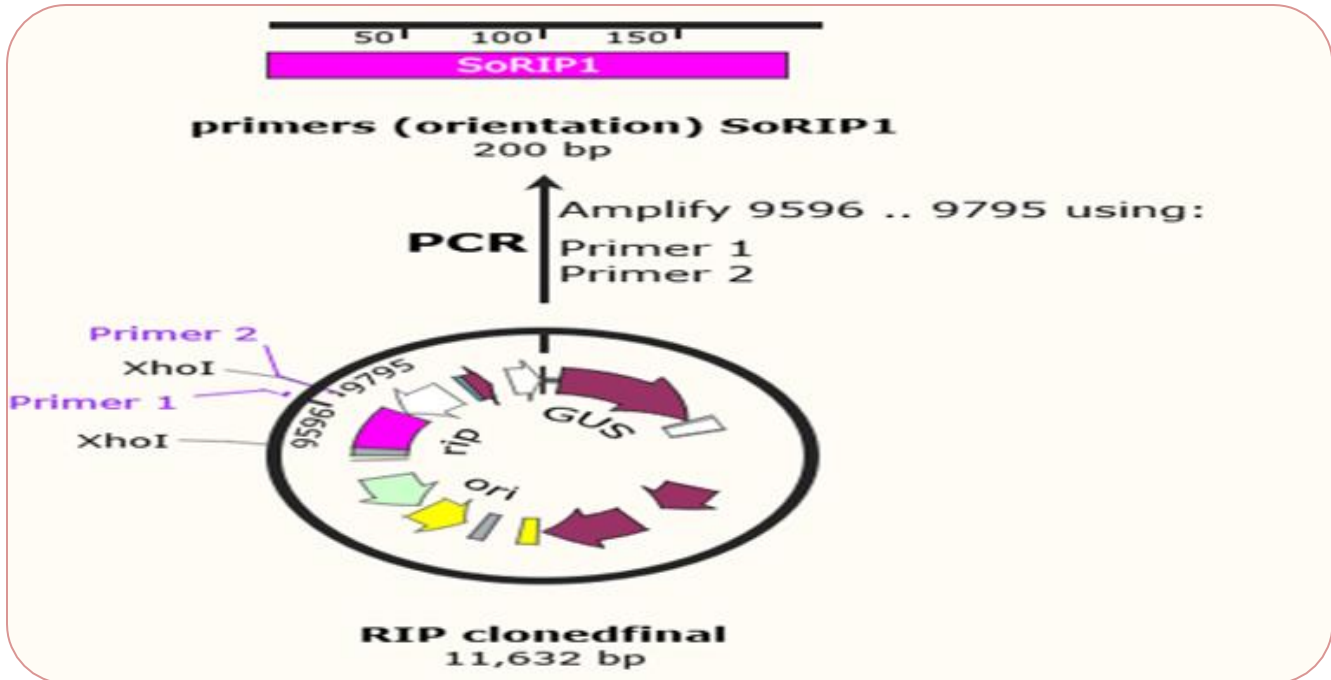 50 100 150
SoRIP1
primers (orientation) SoRIP1
200 bp
Amplify 9596 .. 9795 using:
PCR
Primer 1
Primer 2
Primer 2
XhoI
9795
Primer 1
9596
XhoI
GUS
rip
ori
RIP clonedfinal
11,632 bp